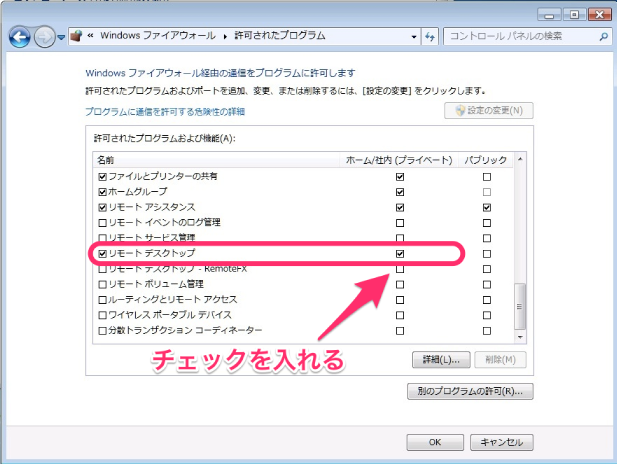 « Windows ファイアウォール ▸ 許可されたプログラム
コントロール パネルの検索
Windows ファイアウォール経由の通信をプログラムに許可します
許可されたプログラムおよびポートを追加、変更、または削除するには、[設定の変更] をクリックします。
プログラムに通信を許可する危険性の詳細
設定の変更(N)
許可されたプログラムおよび機能(A):
名前 ホーム/社内 (プライベート) パブリック
ファイルとプリンターの共有
ホームグループ
リモート アシスタンス
リモート イベントのログ管理
リモート サービス管理
リモート デスクトップ
リモート デスクトップ - RemoteFX
リモート ボリューム管理
ルーティングとリモート アクセス
ワイヤレス ポータブル デバイス
分散トランザクション コーディネーター
チェックを入れる
詳細(L)... 削除(M)
別のプログラムの許可(R)...
OK キャンセル